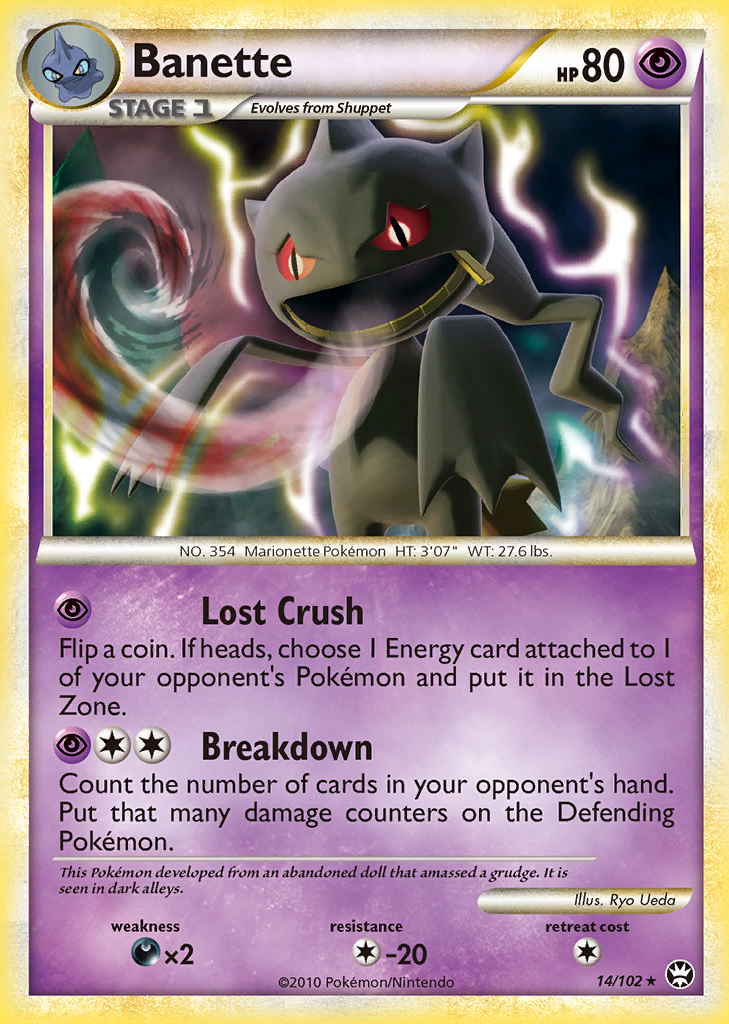 Banette
HP 80
STAGE 1
Evolves from Shuppet
NO. 354 Marionette Pokémon HT: 3'07" WT: 27.6 lbs.
Lost Crush
Flip a coin. If heads, choose 1 Energy card attached to 1
of your opponent's Pokémon and put it in the Lost
Zone.
Breakdown
Count the number of cards in your opponent's hand.
Put that many damage counters on the Defending
Pokémon.
This Pokémon developed from an abandoned doll that amassed a grudge. It is
seen in dark alleys.
Illus. Ryo Ueda
weakness resistance retreat cost
×2 -20
©2010 Pokémon/Nintendo 14/102 ★